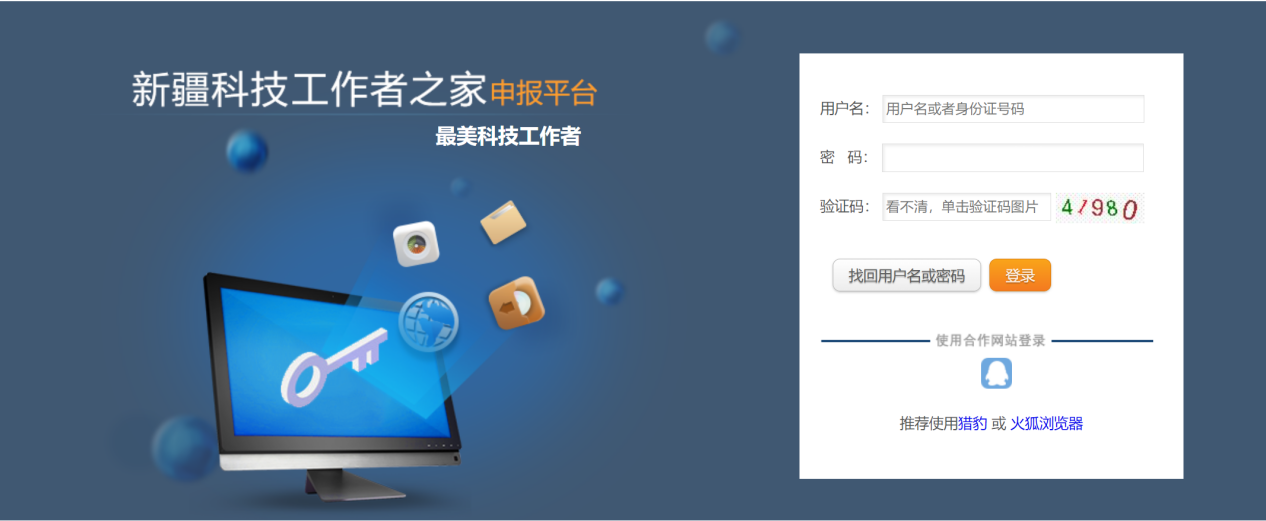 新疆科技工作者之家申报平台
最美科技工作者
用户名： 用户名或者身份证号码
密 码：
验证码： 看不清，单击验证码图片 41980
找回用户名或密码 登录
使用合作网站登录
推荐使用猎豹 或 火狐浏览器